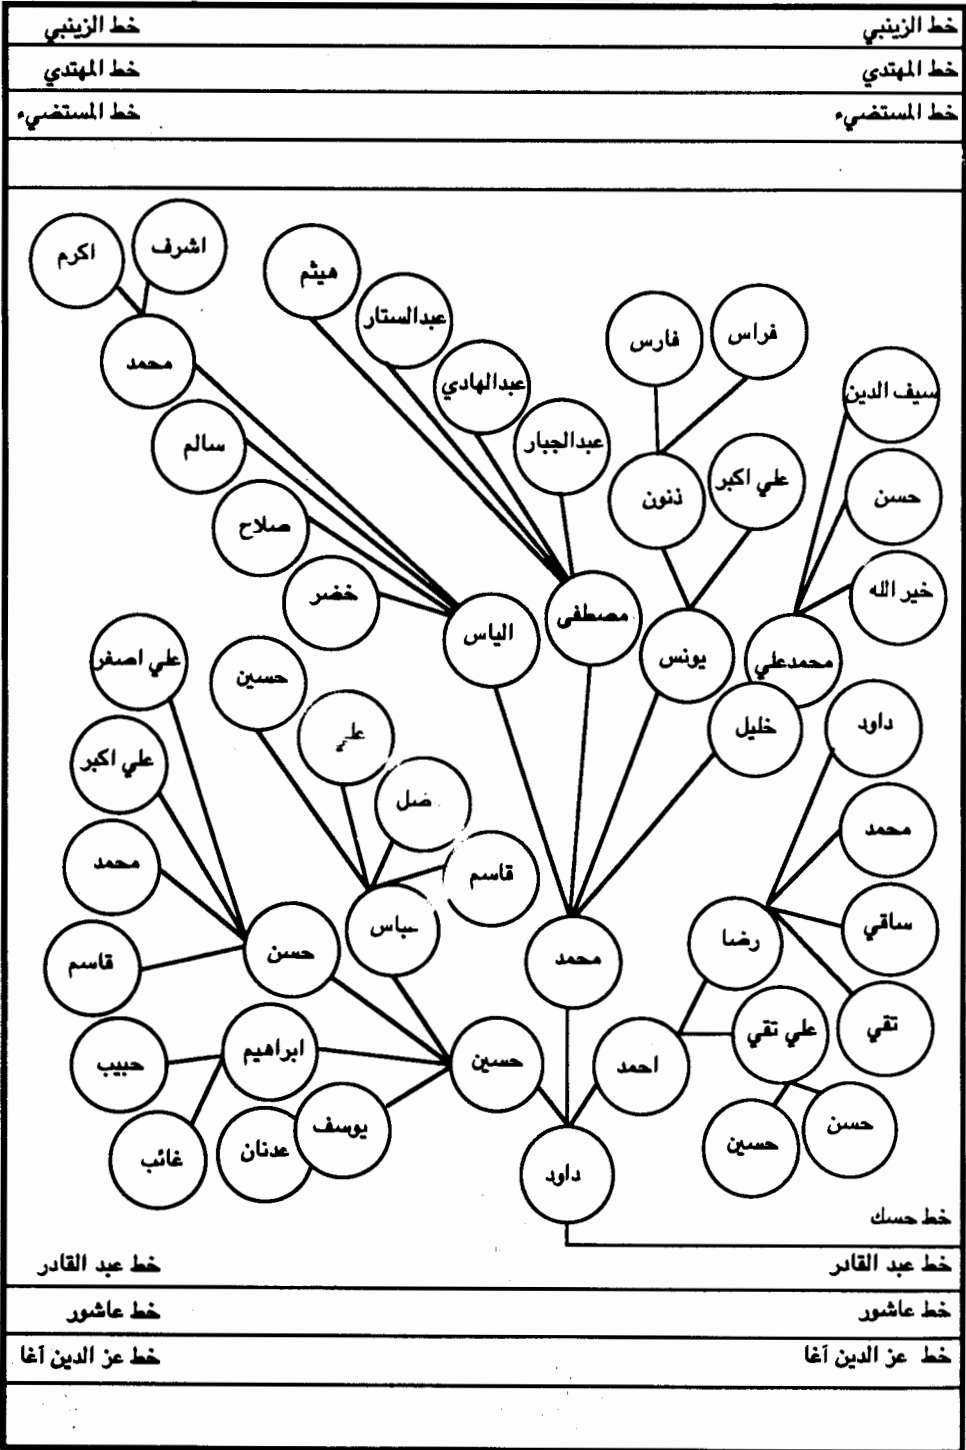 خط الزينبي خط الزينبي
خط المهتدي خط المهتدي
خط المستضيء خط المستضيء
اشرف
اكرم
هيثم
عبدالستار
فراس
فارس
محمد
عبدالهادي
سيف الدين
عبدالجبار
سالم
علي اكبر
ذنون
حسن
صلاح
خضر
خير الله
مصطفى
الياس
يونس
محمدعلي
علي اصغر
حسين
علي
خليل
داود
علي اكبر
ضل
محمد
محمد
قاسم
ساقي
حسن
باس
محمد
رضا
قاسم
تقي
علي تقي
حبيب
ابراهيم
حسين
احمد
يوسف
حسن
غائب
عدنان
حسين
داود
خط حسك
خط عبد القادر خط عبد القادر
خط عاشور خط عاشور
خط عز الدين آغا خط عز الدين آغا